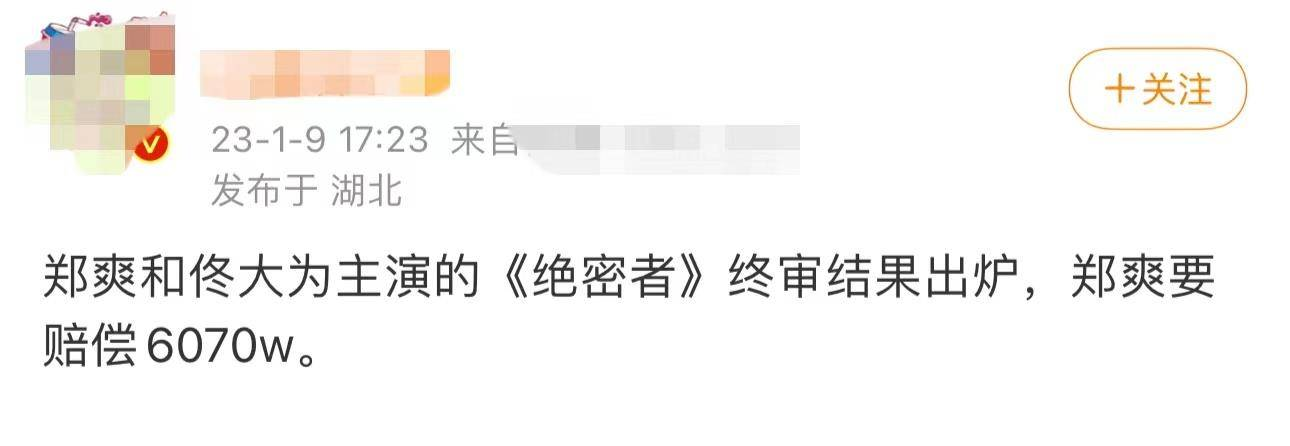 +关注
23-1-9 17:23 来自
发布于 湖北
郑爽和佟大为主演的《绝密者》终审结果出炉，郑爽要
赔偿6070w。